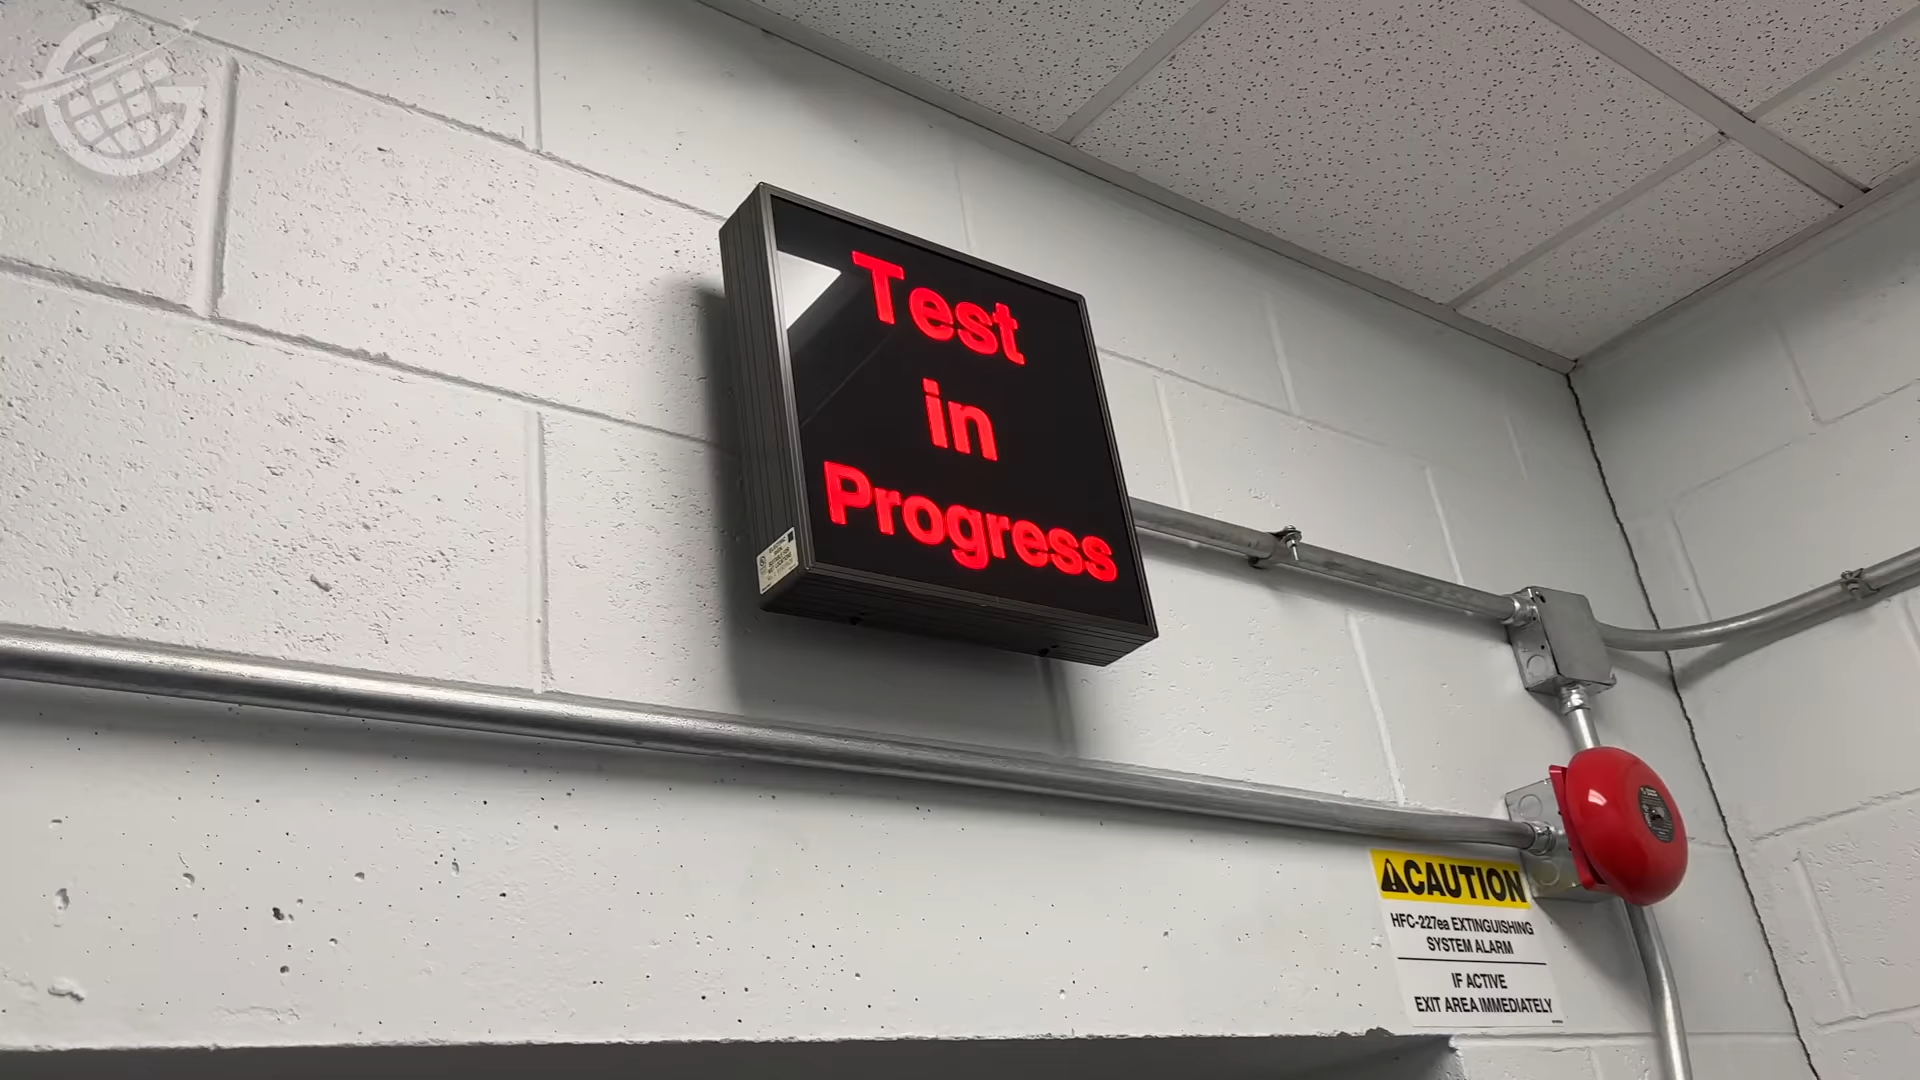 Test
in
Progress
CAUTION
HFC-227ea EXTINGUISHING
SYSTEM ALARM
IF ACTIVE
EXIT AREA IMMEDIATELY